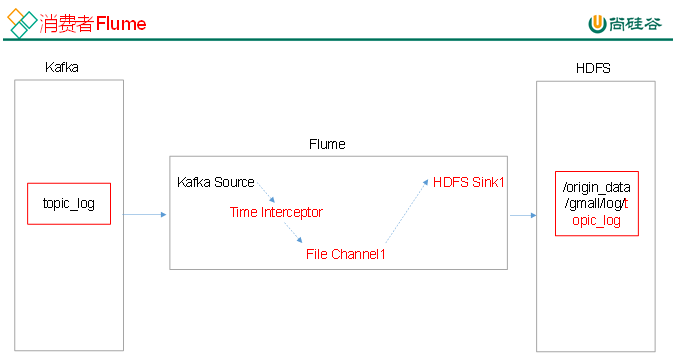 消费者Flume
尚硅谷
Kafka
HDFS
Flume
topic_log
Kafka Source
Time Interceptor
File Channel1
HDFS Sink1
/origin_data
/gmall/log/t
opic_log